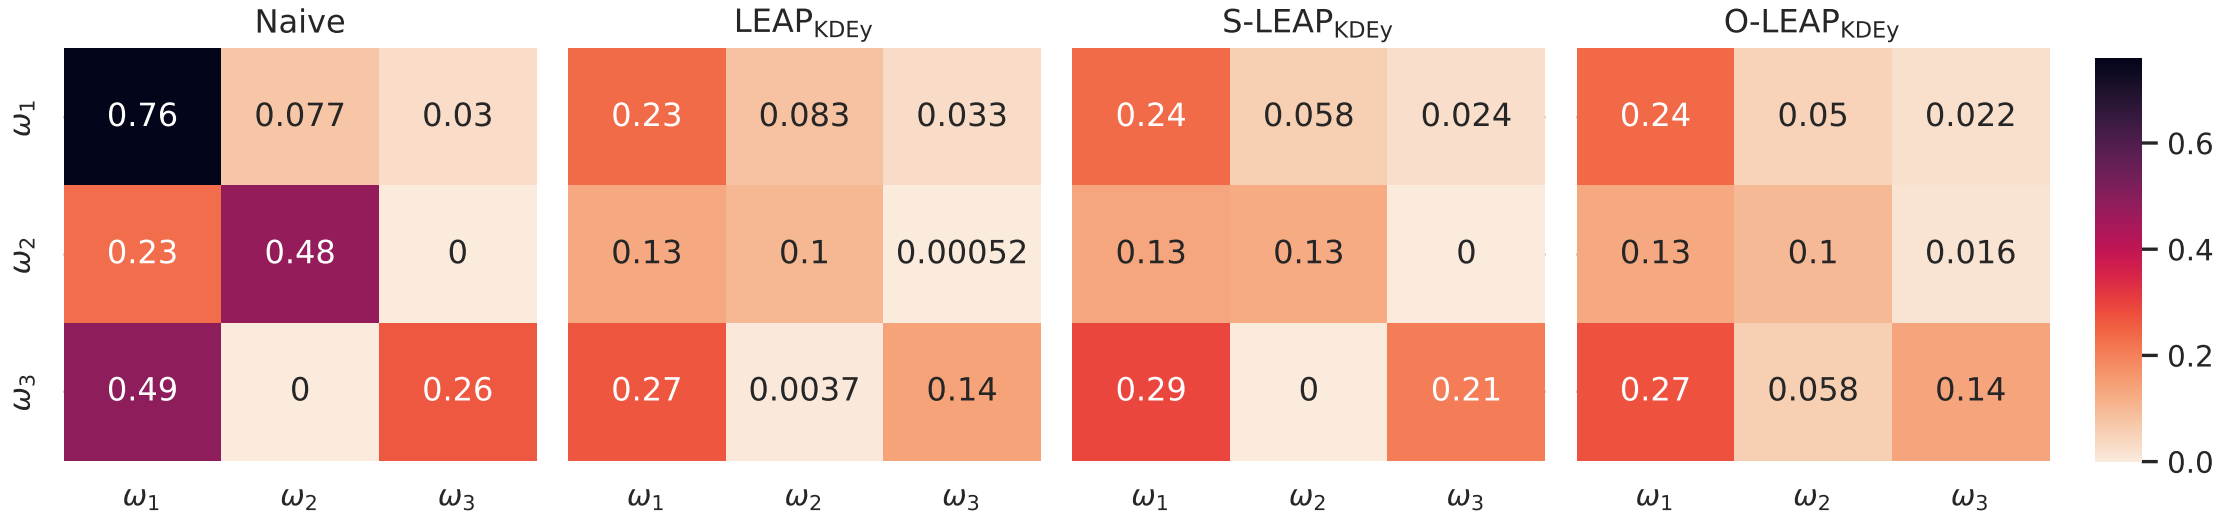 Naive LEAP_KDEy S-LEAP_KDEy O-LEAP_KDEy
ω₁ 0.76 0.077 0.03 0.23 0.083 0.033 0.24 0.058 0.024 0.24 0.05 0.022
0.6
ω₂ 0.23 0.48 0 0.13 0.1 0.00052 0.13 0.13 0 0.13 0.1 0.016
0.4
0.2
ω₃ 0.49 0 0.26 0.27 0.0037 0.14 0.29 0 0.21 0.27 0.058 0.14
0.0
ω₁ ω₂ ω₃ ω₁ ω₂ ω₃ ω₁ ω₂ ω₃ ω₁ ω₂ ω₃